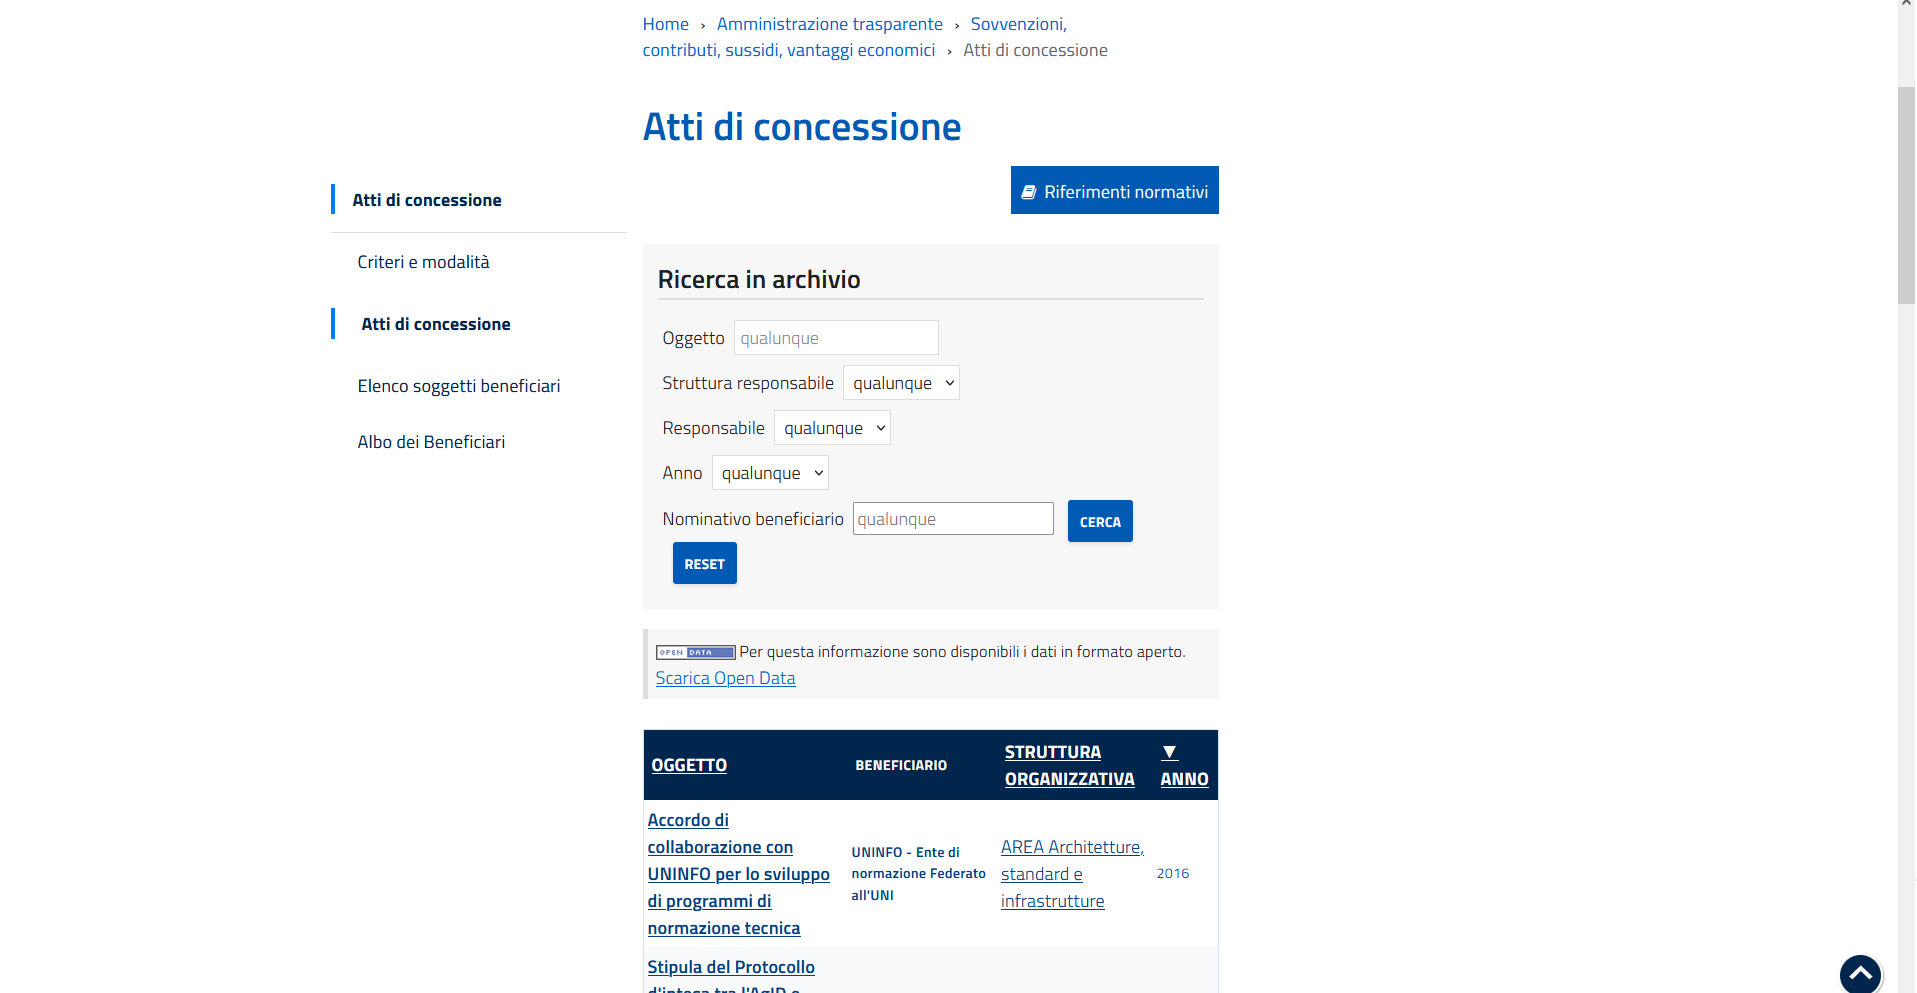 Home › Amministrazione trasparente › Sovvenzioni,
contributi, sussidi, vantaggi economici › Atti di concessione
Atti di concessione
Riferimenti normativi
Atti di concessione
Criteri e modalità
Atti di concessione
Elenco soggetti beneficiari
Albo dei Beneficiari
Ricerca in archivio
Oggetto qualunque
Struttura responsabile qualunque
Responsabile qualunque
Anno qualunque
Nominativo beneficiario qualunque CERCA
RESET
OPEN DATA Per questa informazione sono disponibili i dati in formato aperto.
Scarica Open Data
OGGETTO
BENEFICIARIO
STRUTTURA
ORGANIZZATIVA
▼
ANNO
Accordo di
collaborazione con
UNINFO per lo sviluppo
di programmi di
normazione tecnica
UNINFO - Ente di
normazione Federato
all'UNI
AREA Architetture,
standard e
infrastrutture
2016
Stipula del Protocollo
d'intesa tra l'AgID e